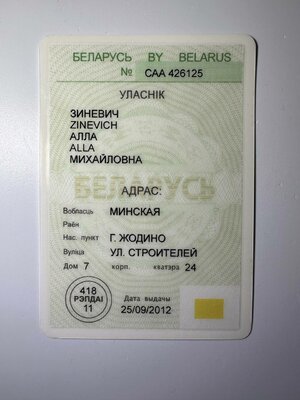 БЕЛАРУСЬ BY BELARUS
№ САА 426125
УЛАСНІК
ЗИНЕВИЧ
ZINEVICH
АЛЛА
ALLA
МИХАЙЛОВНА
БЕЛАРУСЬ
АДРАС:
Вобласць МИНСКАЯ
Раён
Нас. пункт Г. ЖОДИНО
Вуліца УЛ. СТРОИТЕЛЕЙ
Дом 7 корп. кватэра 24
418
РЭПДАІ
11
Дата выдачы
25/09/2012